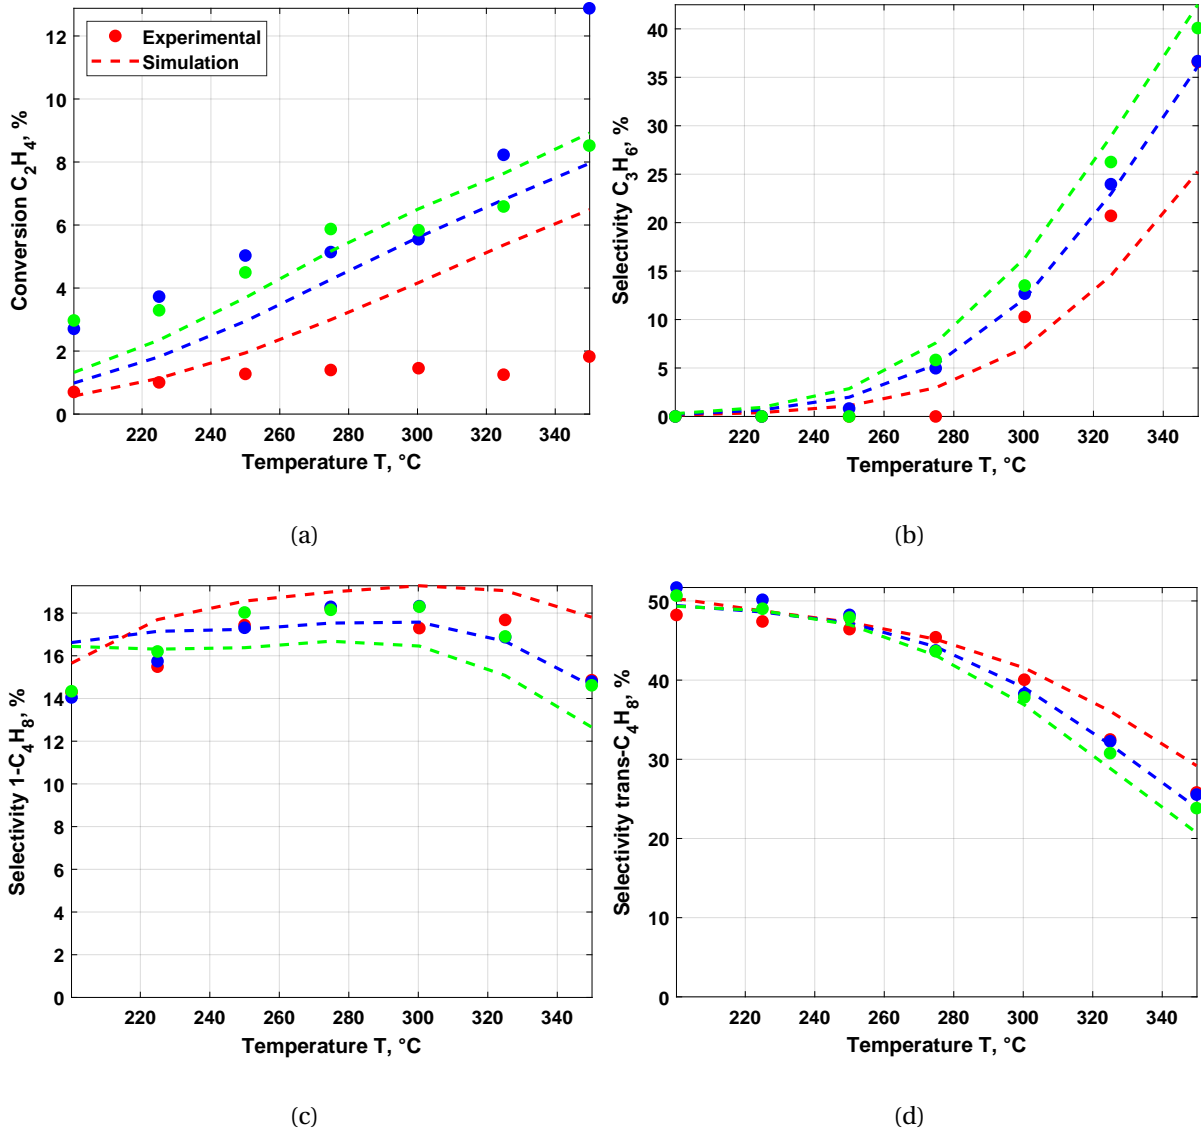 Conversion C2H4, %
12
10
8
6
4
2
0
Experimental
Simulation
220 240 260 280 300 320 340
Temperature T, °C
(a)
Selectivity C3H6, %
40
35
30
25
20
15
10
5
0
220 240 260 280 300 320 340
Temperature T, °C
(b)
Selectivity 1-C4H8, %
18
16
14
12
10
8
6
4
2
0
220 240 260 280 300 320 340
Temperature T, °C
(c)
Selectivity trans-C4H8, %
50
40
30
20
10
0
220 240 260 280 300 320 340
Temperature T, °C
(d)